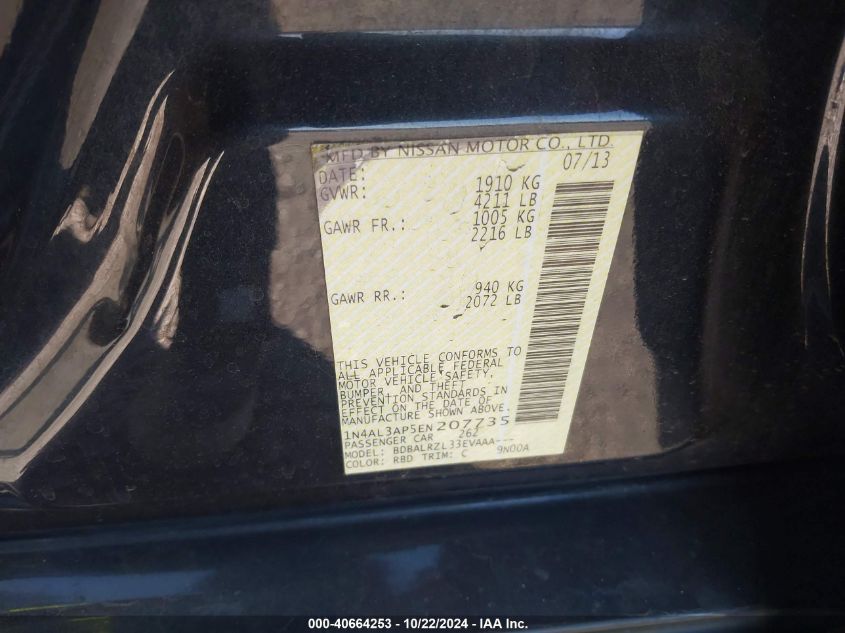 MFD BY NISSAN MOTOR CO., LTD.
DATE: 07/13
GVWR: 1910 KG
4211 LB
GAWR FR.: 1005 KG
2216 LB
GAWR RR.: 940 KG
2072 LB
THIS VEHICLE CONFORMS TO
ALL APPLICABLE FEDERAL
MOTOR VEHICLE SAFETY,
BUMPER, AND THEFT
PREVENTION STANDARDS IN
EFFECT ON THE DATE OF
MANUFACTURE SHOWN ABOVE.
1N4AL3AP5EN207735
PASSENGER CAR 262
MODEL: BDBALRZL33EVAAA---
COLOR: RBD TRIM: C 9N00A
000-40664253 - 10/22/2024 - IAA Inc.